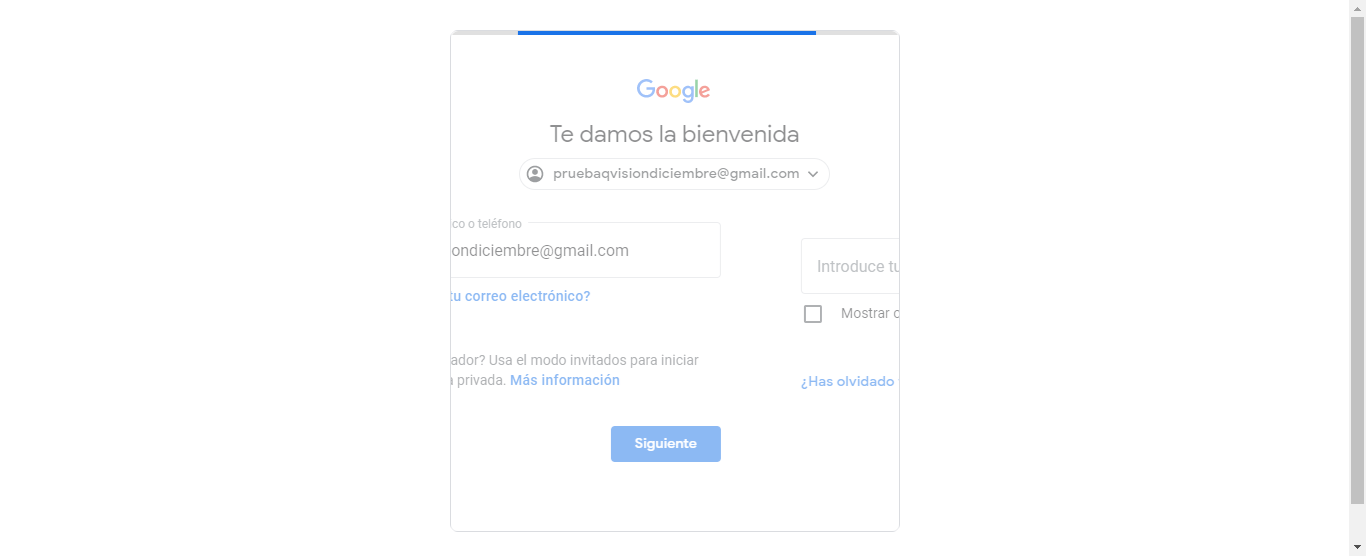 Google
Te damos la bienvenida
pruebaqvisiondiciembre@gmail.com
co o teléfono
ondiciembre@gmail.com
Introduce tu
tu correo electrónico?
Mostrar c
ador? Usa el modo invitados para iniciar
privada. Más información
¿Has olvidado
Siguiente